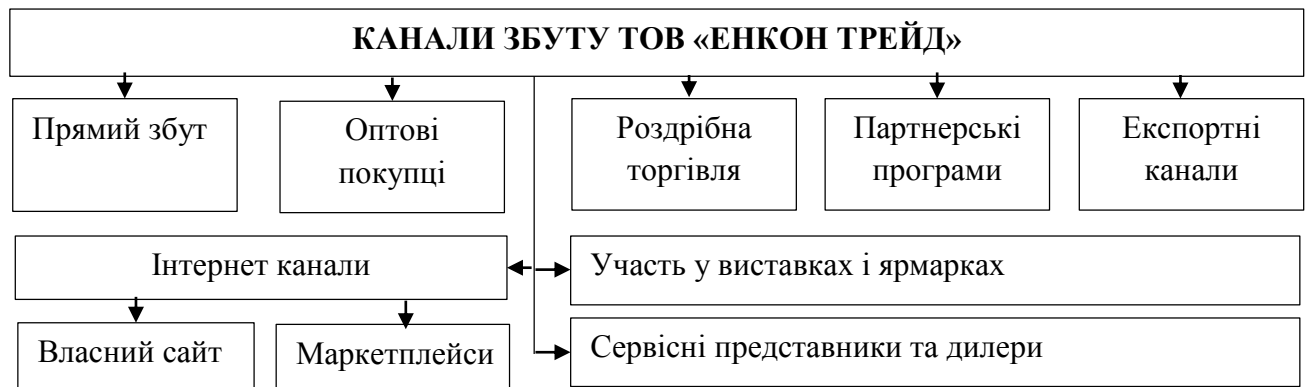 КАНАЛИ ЗБУТУ ТОВ «ЕНКОН ТРЕЙД»
Прямий збут
Оптові
покупці
Роздрібна
торгівля
Партнерські
програми
Експортні
канали
Інтернет канали
Участь у виставках і ярмарках
Власний сайт
Маркетплейси
Сервісні представники та дилери